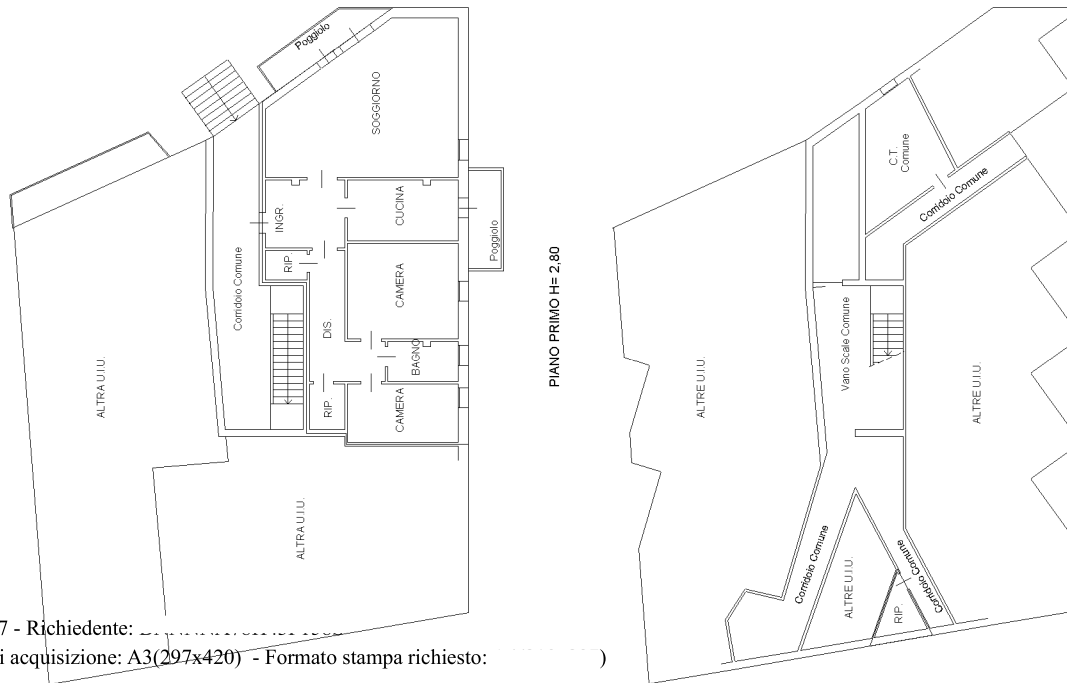 Poggiolo
SOGGIORNO
INGR.
CUCINA
Poggiolo
RIP.
CAMERA
Corridoio Comune
DIS.
BAGNO
RIP.
CAMERA
ALTRA U.I.U.
ALTRA U.I.U.
PIANO PRIMO H= 2,80
C.T.
Comune
Corridoio Comune
Vano Scale Comune
ALTRE U.I.U.
ALTRE U.I.U.
Corridoio Comune
ALTRE U.I.U.
Corridoio Comune
RIP.
7 - Richiedente:
i acquisizione: A3(297x420) - Formato stampa richiesto: )